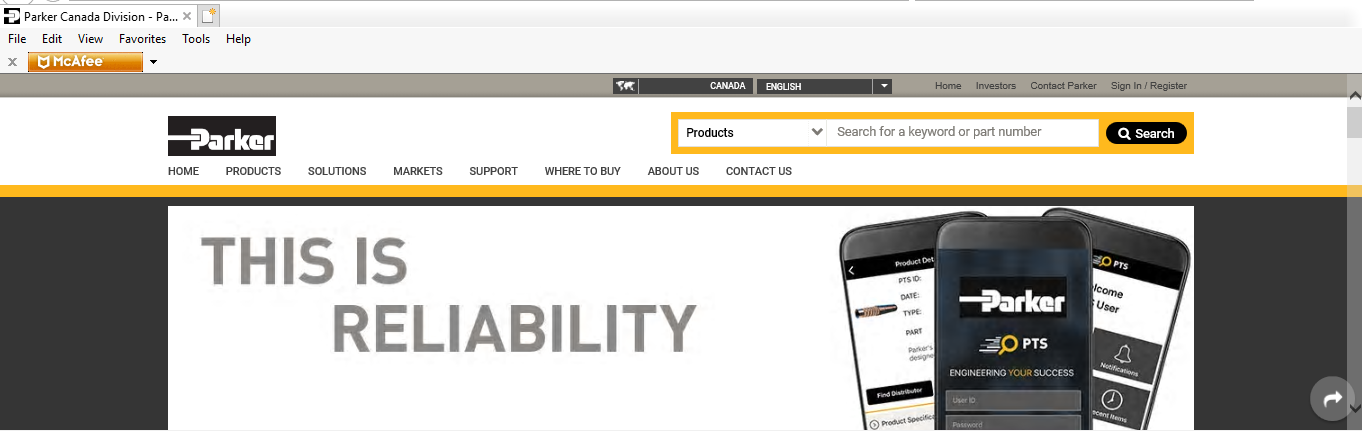 Parker Canada Division - Pa...
File Edit View Favorites Tools Help
McAfee
CANADA ENGLISH Home Investors Contact Parker Sign In / Register
Parker
Products Search for a keyword or part number Search
HOME PRODUCTS SOLUTIONS MARKETS SUPPORT WHERE TO BUY ABOUT US CONTACT US
THIS IS
RELIABILITY
Product Det
PTS ID:
DATE:
TYPE:
PART
Parker's
designe
Find Distributor
Product Specifica
Parker
PTS
ENGINEERING YOUR SUCCESS
User ID
Password
PTS
lcome
User
Notifications
ecent Items